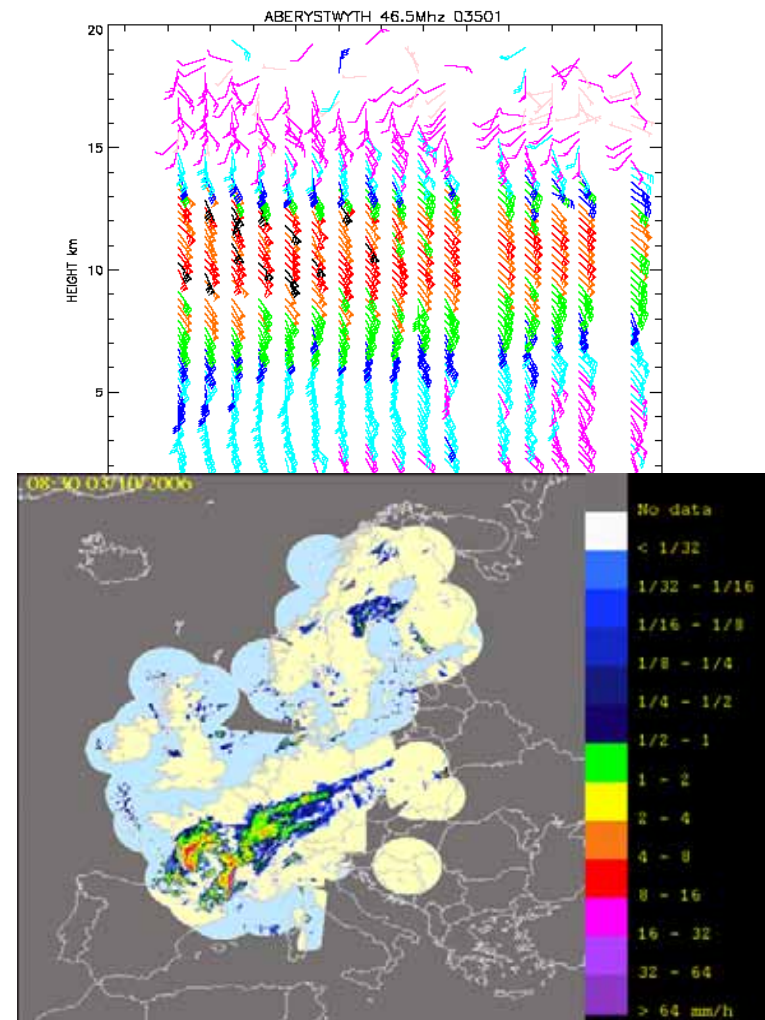 ABERYSTWYTH 46.5Mhz 03501
20
15
HEIGHT km
10
5
08:30 03/10/2006
No data
< 1/32
1/32 - 1/16
1/16 - 1/8
1/8 - 1/4
1/4 - 1/2
1/2 - 1
1 - 2
2 - 4
4 - 8
8 - 16
16 - 32
32 - 64
> 64 mm/h